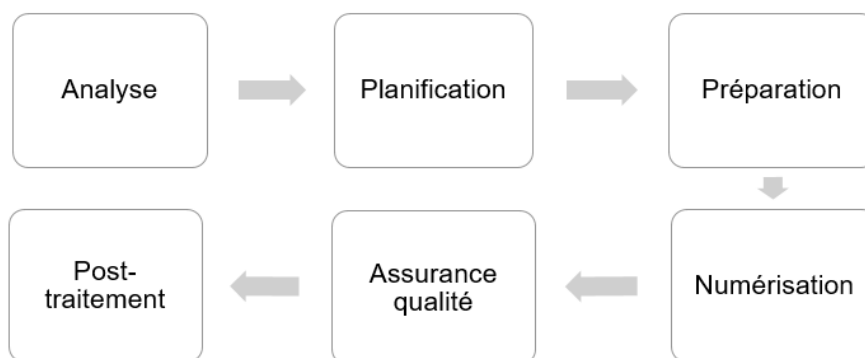 Analyse
Planification
Préparation
Numérisation
Assurance
qualité
Post-
traitement